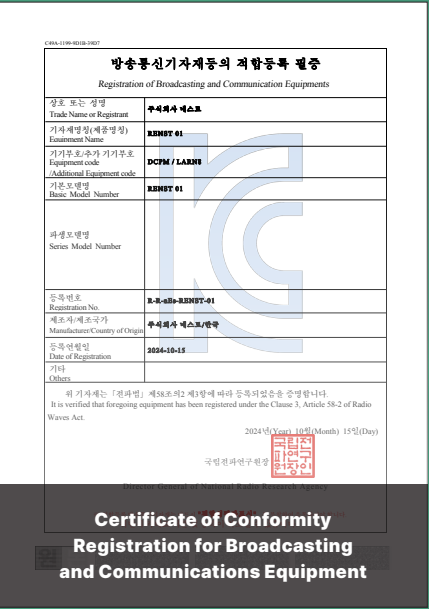 C49A-1199-9D1B-39D7
방송통신기자재등의 적합등록 필증
Registration of Broadcasting and Communication Equipments
상호 또는 성명
Trade Name or Registrant
주식회사 네스트
기자재명칭(제품명칭)
Equipment Name
RENST 01
기기부호/추가 기기부호
Equipment code
/Additional Equipment code
DCPM / LARN8
기본모델명
Basic Model Number
RENST 01
파생모델명
Series Model Number
등록번호
Registration No.
R-R-aBs-RENST-01
제조자/제조국가
Manufacturer/Country of Origin
주식회사 네스트/한국
등록연월일
Date of Registration
2024-10-15
기타
Others
위 기자재는 「전파법」 제58조의2 제3항에 따라 등록되었음을 증명합니다.
It is verified that foregoing equipment has been registered under the Clause 3, Article 58-2 of Radio
Waves Act.
2024년(Year) 10월(Month) 15일(Day)
국립전파연구원장
국립전
파연구
원장인
Director General of National Radio Research Agency
Certificate of Conformity
Registration for Broadcasting
and Communications Equipment